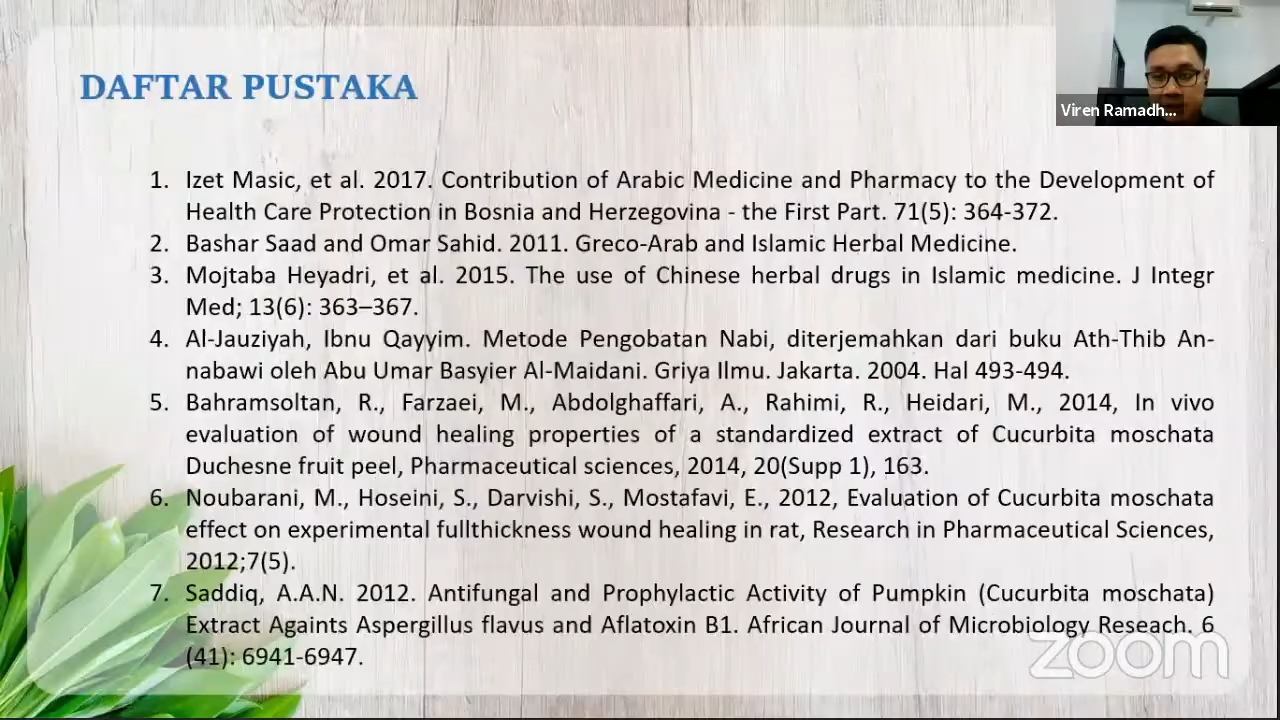 DAFTAR PUSTAKA
Viren Ramadh...
1. Izet Masic, et al. 2017. Contribution of Arabic Medicine and Pharmacy to the Development of
Health Care Protection in Bosnia and Herzegovina - the First Part. 71(5): 364-372.
2. Bashar Saad and Omar Sahid. 2011. Greco-Arab and Islamic Herbal Medicine.
3. Mojtaba Heyadri, et al. 2015. The use of Chinese herbal drugs in Islamic medicine. J Integr
Med; 13(6): 363–367.
4. Al-Jauziyah, Ibnu Qayyim. Metode Pengobatan Nabi, diterjemahkan dari buku Ath-Thib An-
nabawi oleh Abu Umar Basyier Al-Maidani. Griya Ilmu. Jakarta. 2004. Hal 493-494.
5. Bahramsoltan, R., Farzaei, M., Abdolghaffari, A., Rahimi, R., Heidari, M., 2014, In vivo
evaluation of wound healing properties of a standardized extract of Cucurbita moschata
Duchesne fruit peel, Pharmaceutical sciences, 2014, 20(Supp 1), 163.
6. Noubarani, M., Hoseini, S., Darvishi, S., Mostafavi, E., 2012, Evaluation of Cucurbita moschata
effect on experimental fullthickness wound healing in rat, Research in Pharmaceutical Sciences,
2012;7(5).
7. Saddiq, A.A.N. 2012. Antifungal and Prophylactic Activity of Pumpkin (Cucurbita moschata)
Extract Againts Aspergillus flavus and Aflatoxin B1. African Journal of Microbiology Reseach. 6
(41): 6941-6947.
zoom